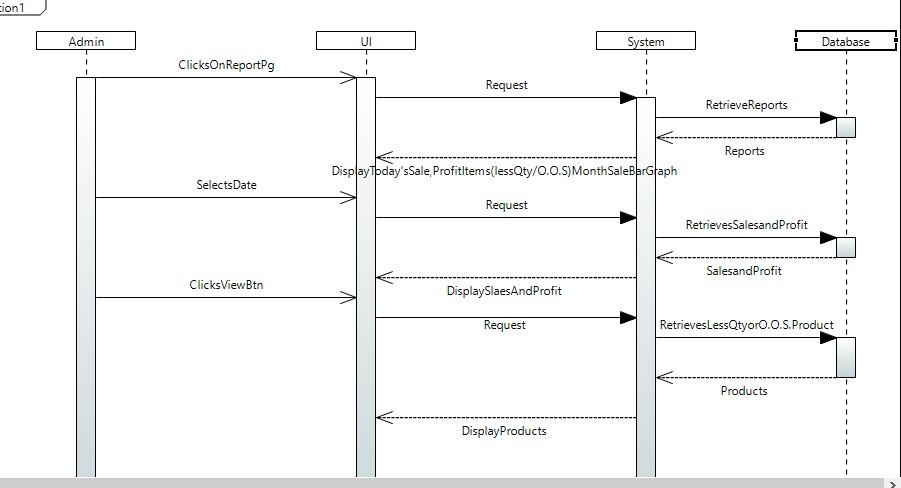 tion1
Admin
UI
System
Database
ClicksOnReportPg
Request
RetrieveReports
Reports
DisplayToday'sSale,ProfitItems(lessQty/O.O.S)MonthSaleBarGraph
SelectsDate
Request
RetrievesSalesandProfit
SalesandProfit
ClicksViewBtn
DisplaySlaesAndProfit
Request
RetrievesLessQtyorO.O.S.Product
Products
DisplayProducts